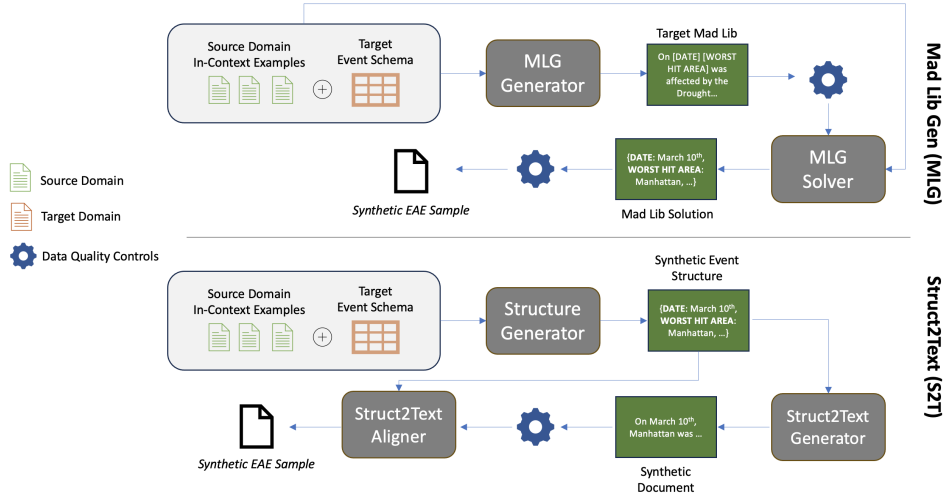 Source Domain
In-Context Examples
Target
Event Schema
MLG
Generator
Target Mad Lib
On [DATE] [WORST
HIT AREA] was
affected by the
Drought...
MLG
Solver
{DATE: March 10th,
WORST HIT AREA:
Manhattan, ...}
Mad Lib Solution
Synthetic EAE Sample
Mad Lib Gen (MLG)
Source Domain
Target Domain
Data Quality Controls
Source Domain
In-Context Examples
Target
Event Schema
Structure
Generator
Synthetic Event
Structure
{DATE: March 10th,
WORST HIT AREA:
Manhattan, ...}
Struct2Text
Generator
On March 10th,
Manhattan was ...
Synthetic
Document
Struct2Text
Aligner
Synthetic EAE Sample
Struct2Text (S2T)